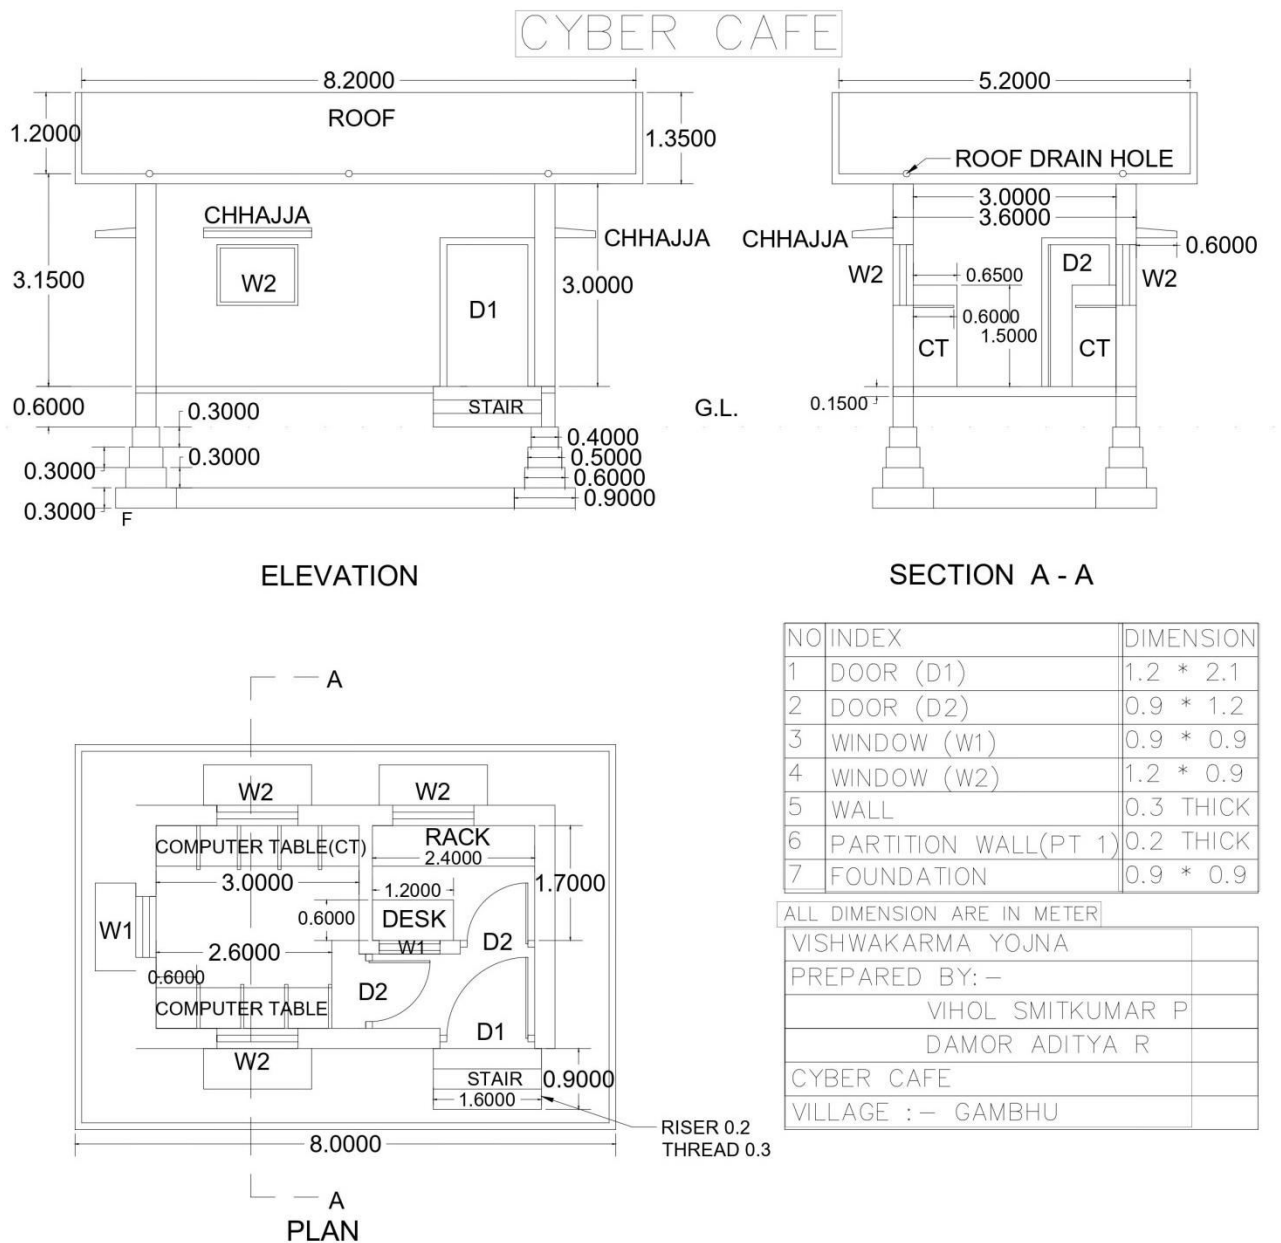 CYBER CAFE
8.2000
ROOF
1.2000
1.3500
CHHAJJA
W2
CHHAJJA
3.1500
3.0000
D1
0.6000
STAIR
0.3000
0.3000
0.3000
0.3000
0.4000
0.5000
0.6000
0.9000
F
ELEVATION
5.2000
ROOF DRAIN HOLE
3.0000
3.6000
CHHAJJA
0.6000
W2
D2
W2
0.6500
0.6000
1.5000
CT
CT
0.1500
G.L.
SECTION A - A
A
W2
W2
COMPUTER TABLE(CT)
RACK
2.4000
3.0000
1.2000
1.7000
0.6000
DESK
W1
W1
D2
2.6000
0.6000
D2
COMPUTER TABLE
D1
W2
STAIR
0.9000
1.6000
RISER 0.2
THREAD 0.3
8.0000
A
PLAN
NO INDEX DIMENSION
1 DOOR (D1) 1.2 * 2.1
2 DOOR (D2) 0.9 * 1.2
3 WINDOW (W1) 0.9 * 0.9
4 WINDOW (W2) 1.2 * 0.9
5 WALL 0.3 THICK
6 PARTITION WALL(PT 1) 0.2 THICK
7 FOUNDATION 0.9 * 0.9
ALL DIMENSION ARE IN METER
VISHWAKARMA YOJNA
PREPARED BY:-
VIHOL SMITKUMAR P
DAMOR ADITYA R
CYBER CAFE
VILLAGE :- GAMBHU